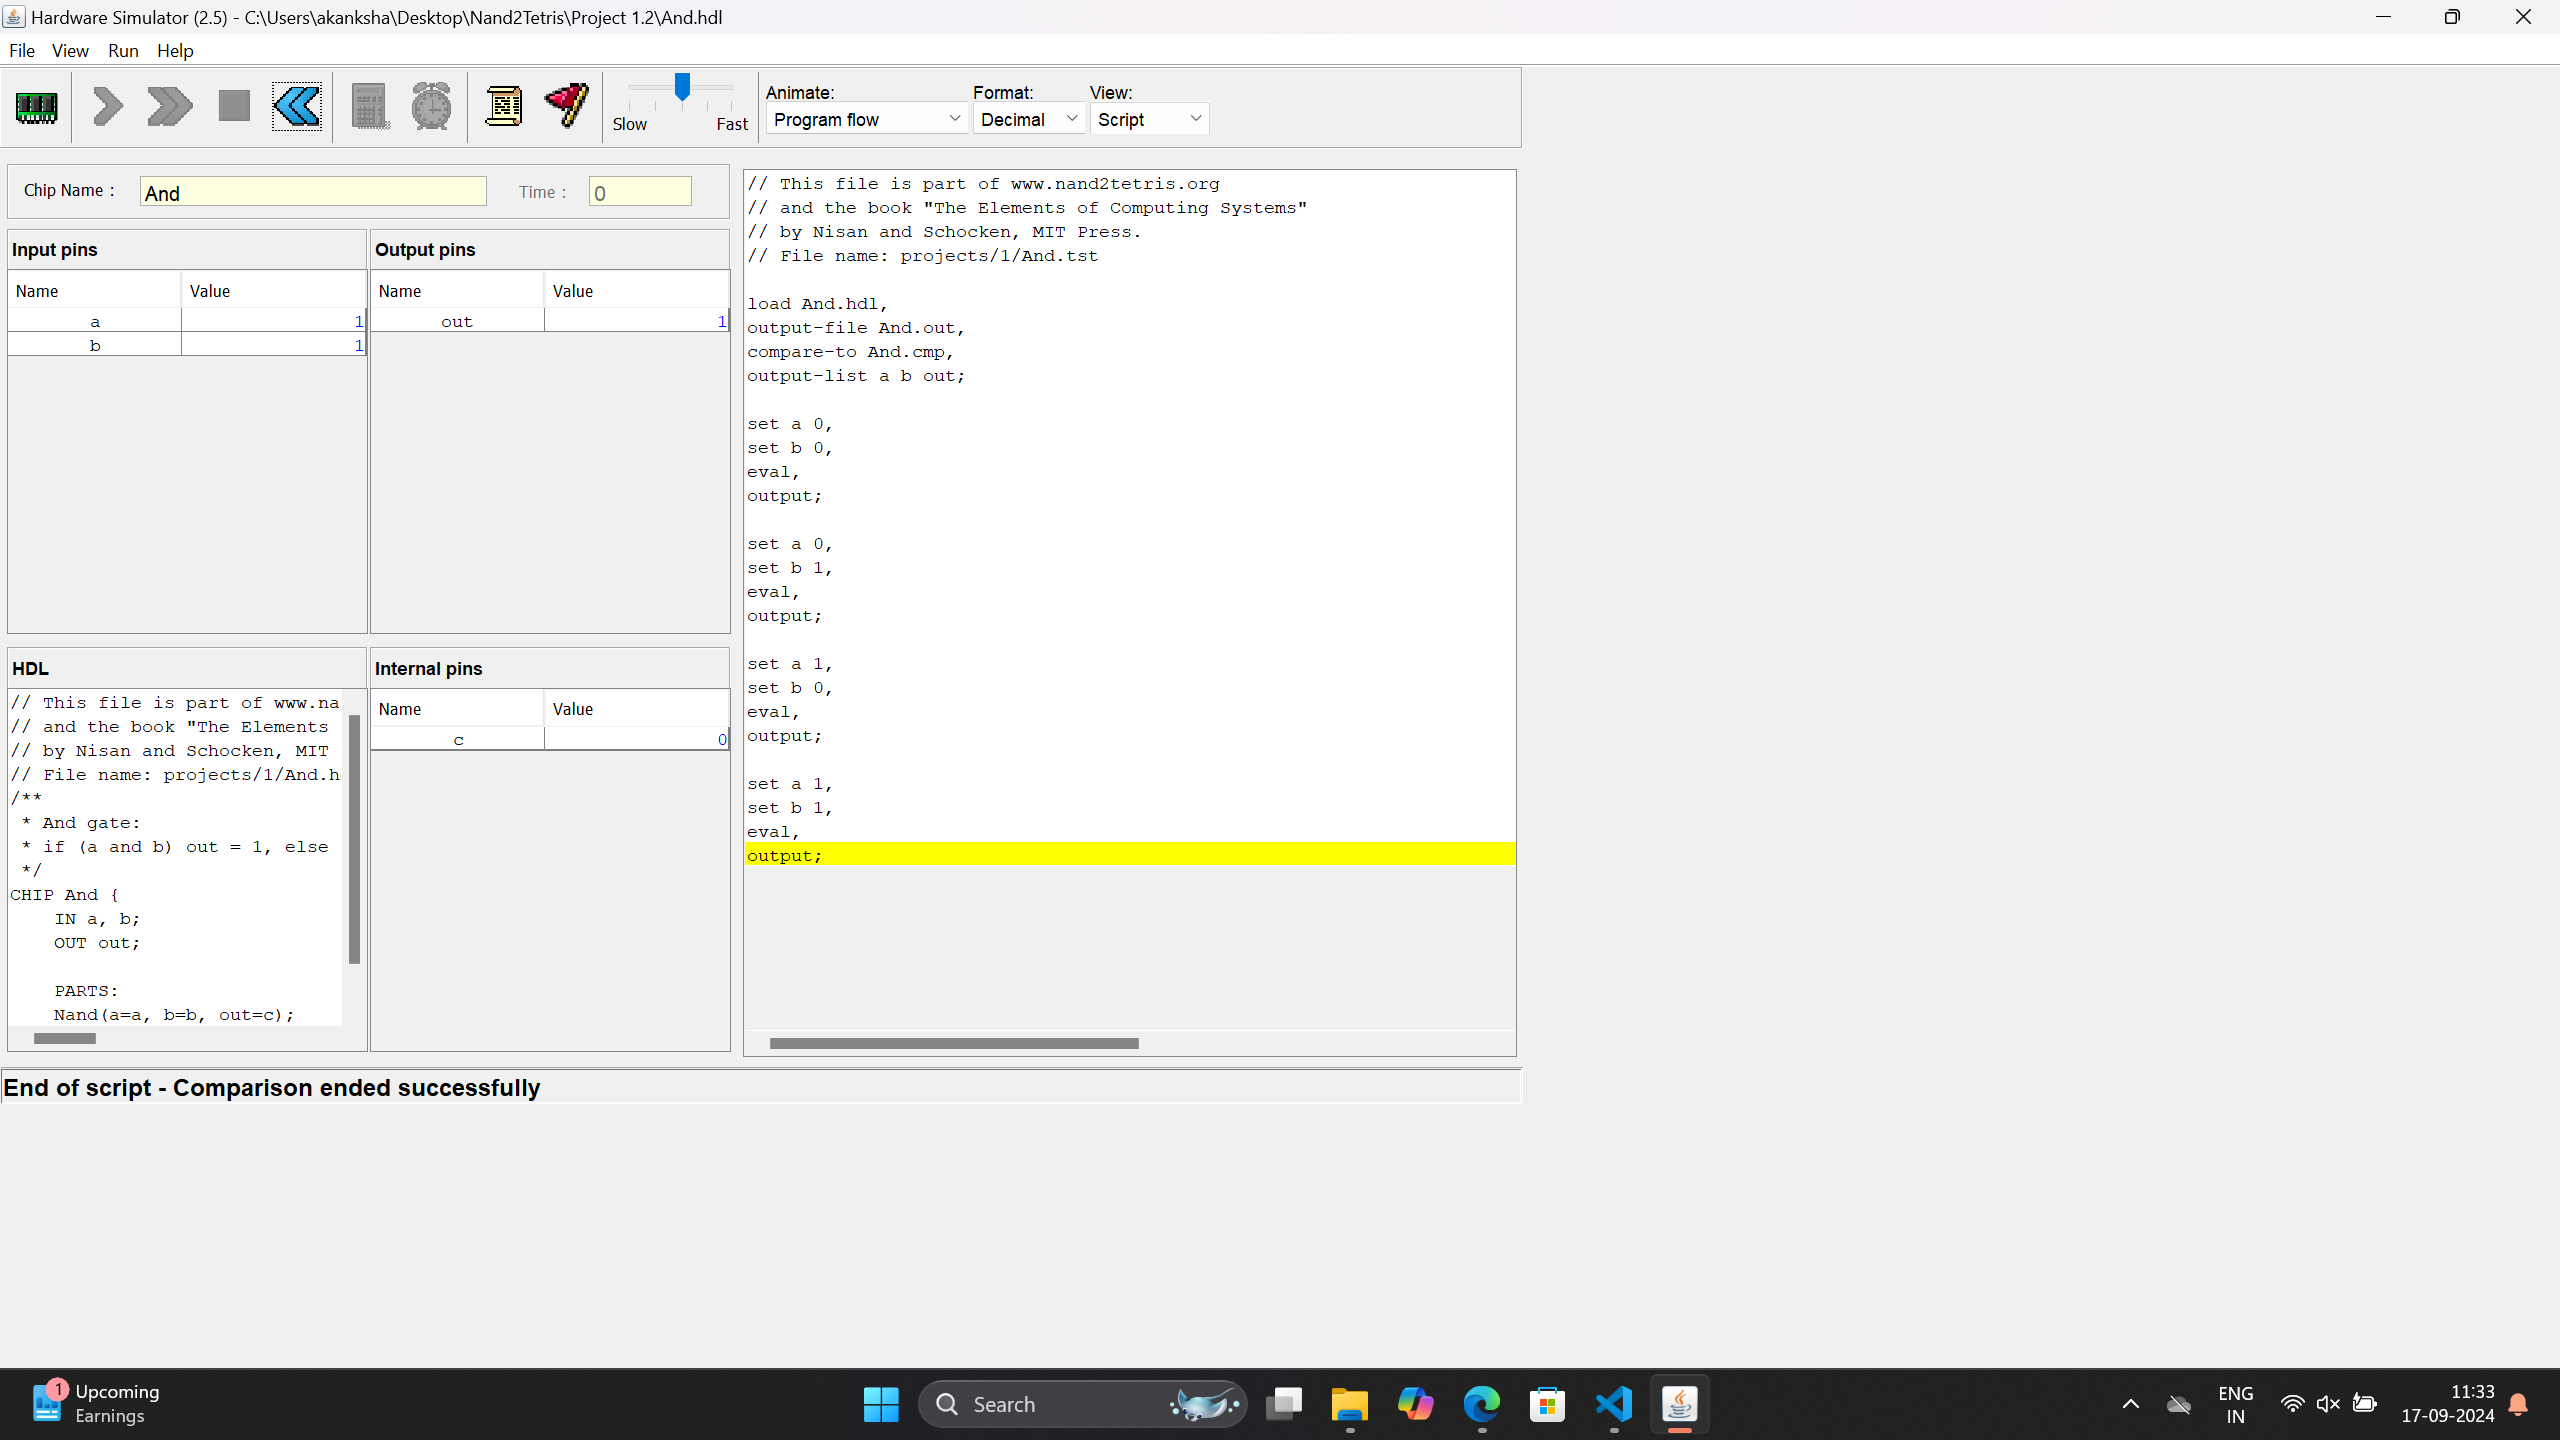 Hardware Simulator (2.5) - C:\Users\akanksha\Desktop\Nand2Tetris\Project 1.2\And.hdl
File View Run Help
Slow Fast
Animate: Format: View:
Program flow Decimal Script
Chip Name : And Time : 0
Input pins Output pins
Name Value Name Value
a 1 out 1
b 1
HDL Internal pins
// This file is part of www.na
// and the book "The Elements
// by Nisan and Schocken, MIT
// File name: projects/1/And.h
/**
* And gate:
* if (a and b) out = 1, else
*/
CHIP And {
IN a, b;
OUT out;
PARTS:
Nand(a=a, b=b, out=c);
Name Value
c 0
// This file is part of www.nand2tetris.org
// and the book "The Elements of Computing Systems"
// by Nisan and Schocken, MIT Press.
// File name: projects/1/And.tst
load And.hdl,
output-file And.out,
compare-to And.cmp,
output-list a b out;
set a 0,
set b 0,
eval,
output;
set a 0,
set b 1,
eval,
output;
set a 1,
set b 0,
eval,
output;
set a 1,
set b 1,
eval,
output;
End of script - Comparison ended successfully
1
Upcoming
Earnings
Search
ENG
IN
11:33
17-09-2024